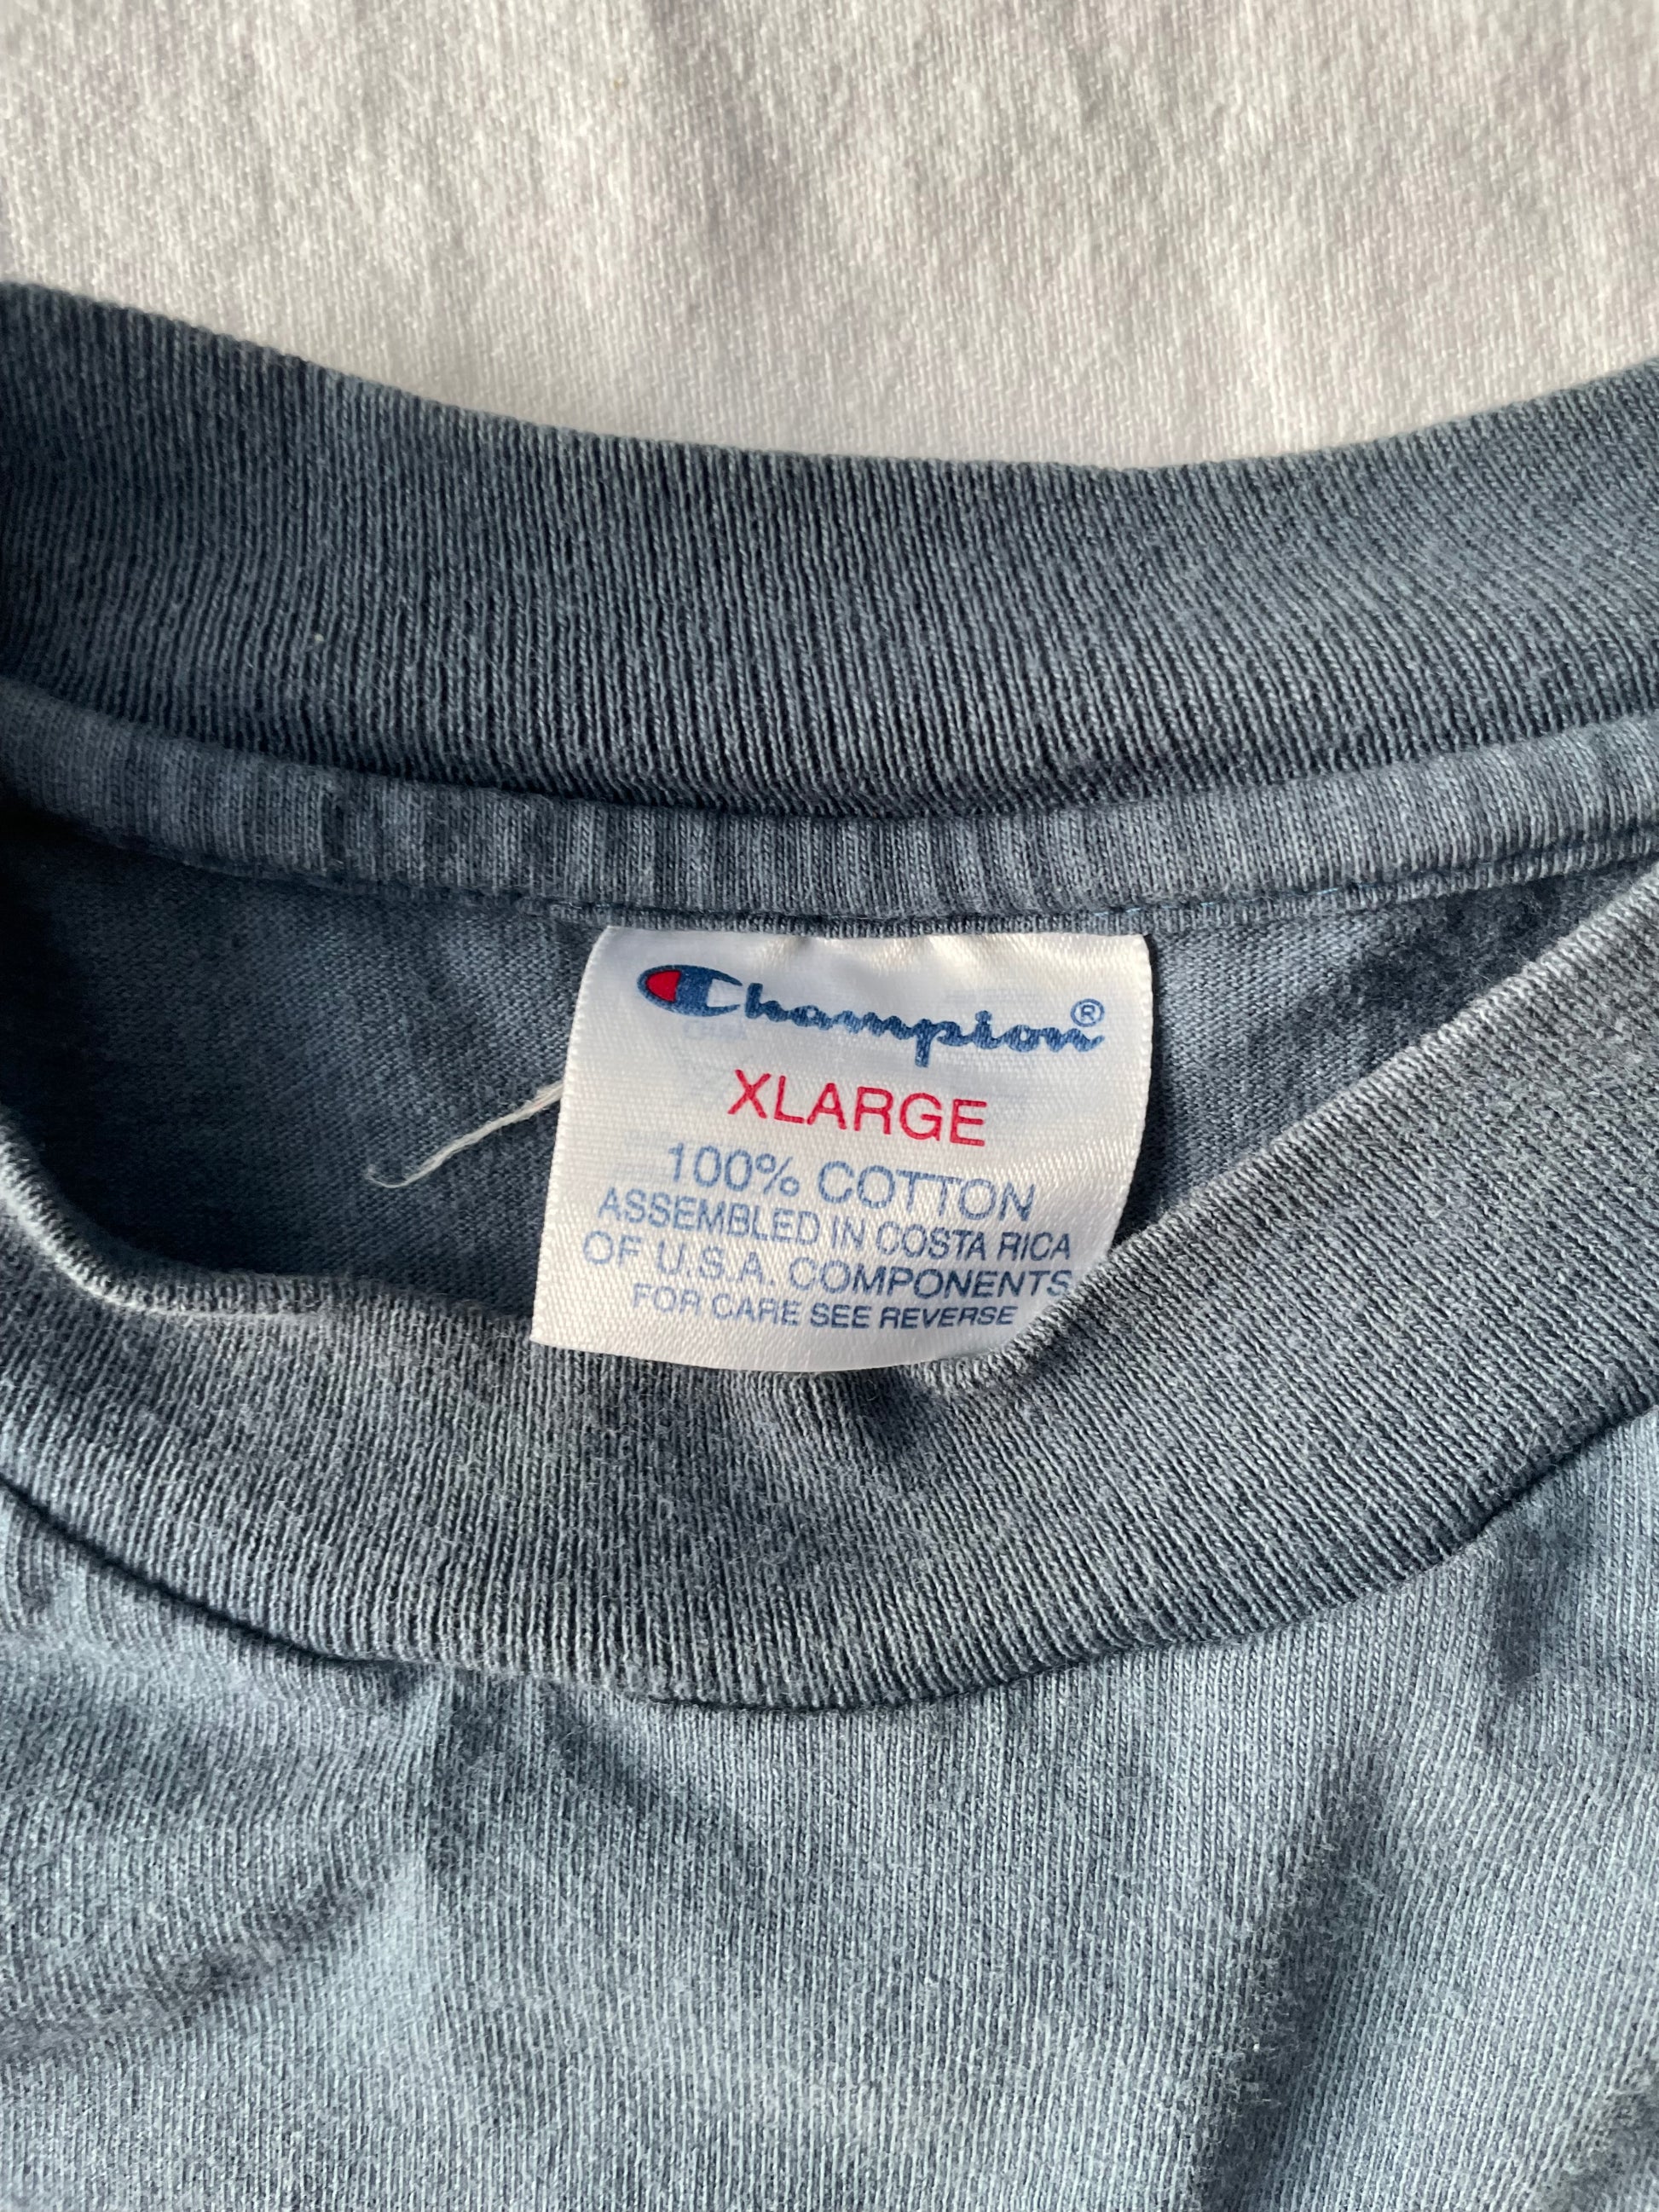 Champion®
XLARGE
100% COTTON
ASSEMBLED IN COSTA RICA
OF U.S.A. COMPONENTS
FOR CARE SEE REVERSE